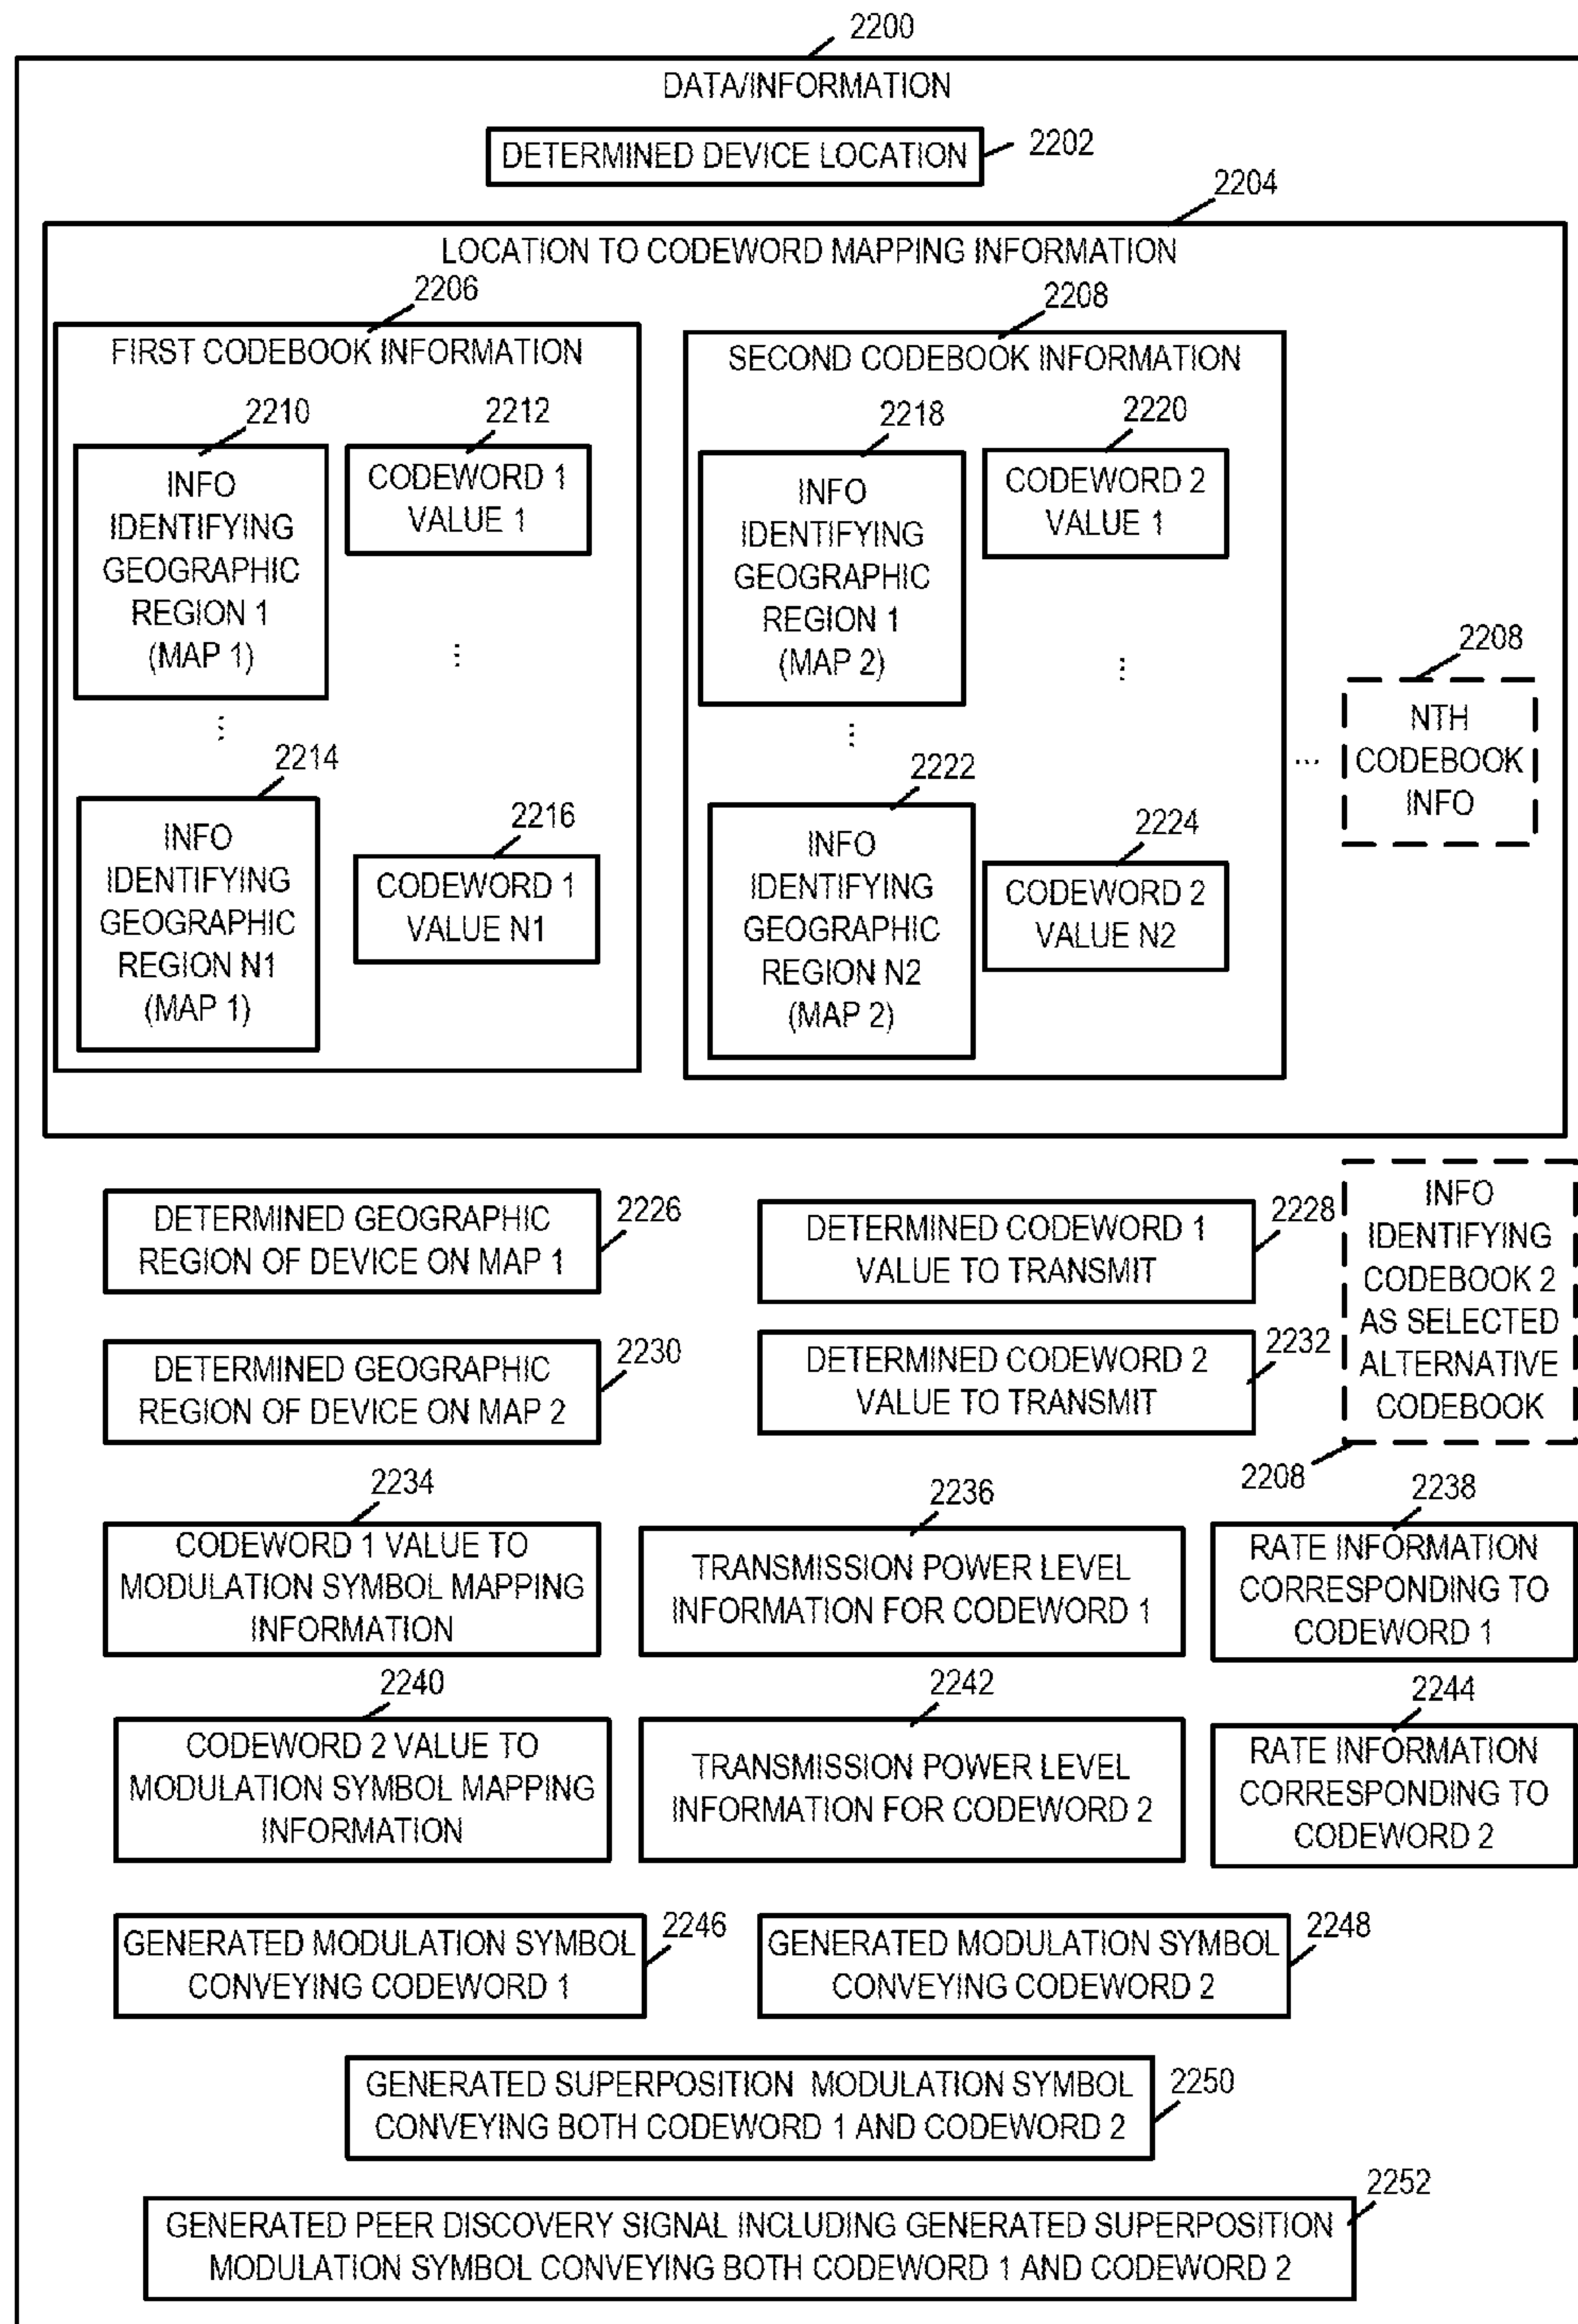 2200
DATA/INFORMATION
DETERMINED DEVICE LOCATION
2202
2204
LOCATION TO CODEWORD MAPPING INFORMATION
2206
FIRST CODEBOOK INFORMATION
2210
INFO
IDENTIFYING
GEOGRAPHIC
REGION 1
(MAP 1)
2212
CODEWORD 1
VALUE 1
⋮
⋮
2214
INFO
IDENTIFYING
GEOGRAPHIC
REGION N1
(MAP 1)
2216
CODEWORD 1
VALUE N1
2208
SECOND CODEBOOK INFORMATION
2218
INFO
IDENTIFYING
GEOGRAPHIC
REGION 1
(MAP 2)
2220
CODEWORD 2
VALUE 1
⋮
⋮
2222
INFO
IDENTIFYING
GEOGRAPHIC
REGION N2
(MAP 2)
2224
CODEWORD 2
VALUE N2
...
2208
NTH
CODEBOOK
INFO
DETERMINED GEOGRAPHIC
REGION OF DEVICE ON MAP 1
2226
DETERMINED CODEWORD 1
VALUE TO TRANSMIT
2228
DETERMINED GEOGRAPHIC
REGION OF DEVICE ON MAP 2
2230
DETERMINED CODEWORD 2
VALUE TO TRANSMIT
2232
INFO
IDENTIFYING
CODEBOOK 2
AS SELECTED
ALTERNATIVE
CODEBOOK
2208
2234
CODEWORD 1 VALUE TO
MODULATION SYMBOL MAPPING
INFORMATION
2236
TRANSMISSION POWER LEVEL
INFORMATION FOR CODEWORD 1
2238
RATE INFORMATION
CORRESPONDING TO
CODEWORD 1
2240
CODEWORD 2 VALUE TO
MODULATION SYMBOL MAPPING
INFORMATION
2242
TRANSMISSION POWER LEVEL
INFORMATION FOR CODEWORD 2
2244
RATE INFORMATION
CORRESPONDING TO
CODEWORD 2
GENERATED MODULATION SYMBOL
CONVEYING CODEWORD 1
2246
GENERATED MODULATION SYMBOL
CONVEYING CODEWORD 2
2248
GENERATED SUPERPOSITION MODULATION SYMBOL
CONVEYING BOTH CODEWORD 1 AND CODEWORD 2
2250
GENERATED PEER DISCOVERY SIGNAL INCLUDING GENERATED SUPERPOSITION
MODULATION SYMBOL CONVEYING BOTH CODEWORD 1 AND CODEWORD 2
2252